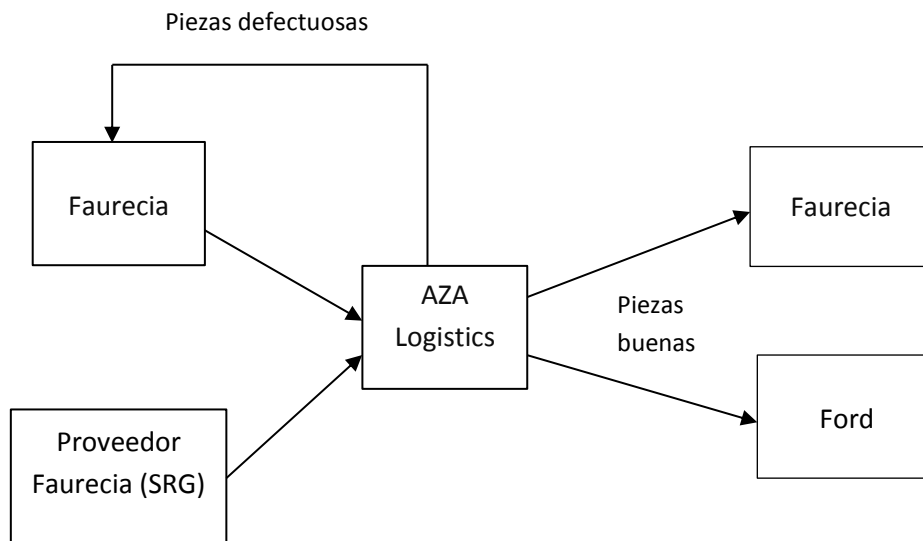 Piezas defectuosas
Faurecia
Faurecia
AZA
Logistics
Piezas
buenas
Ford
Proveedor
Faurecia (SRG)